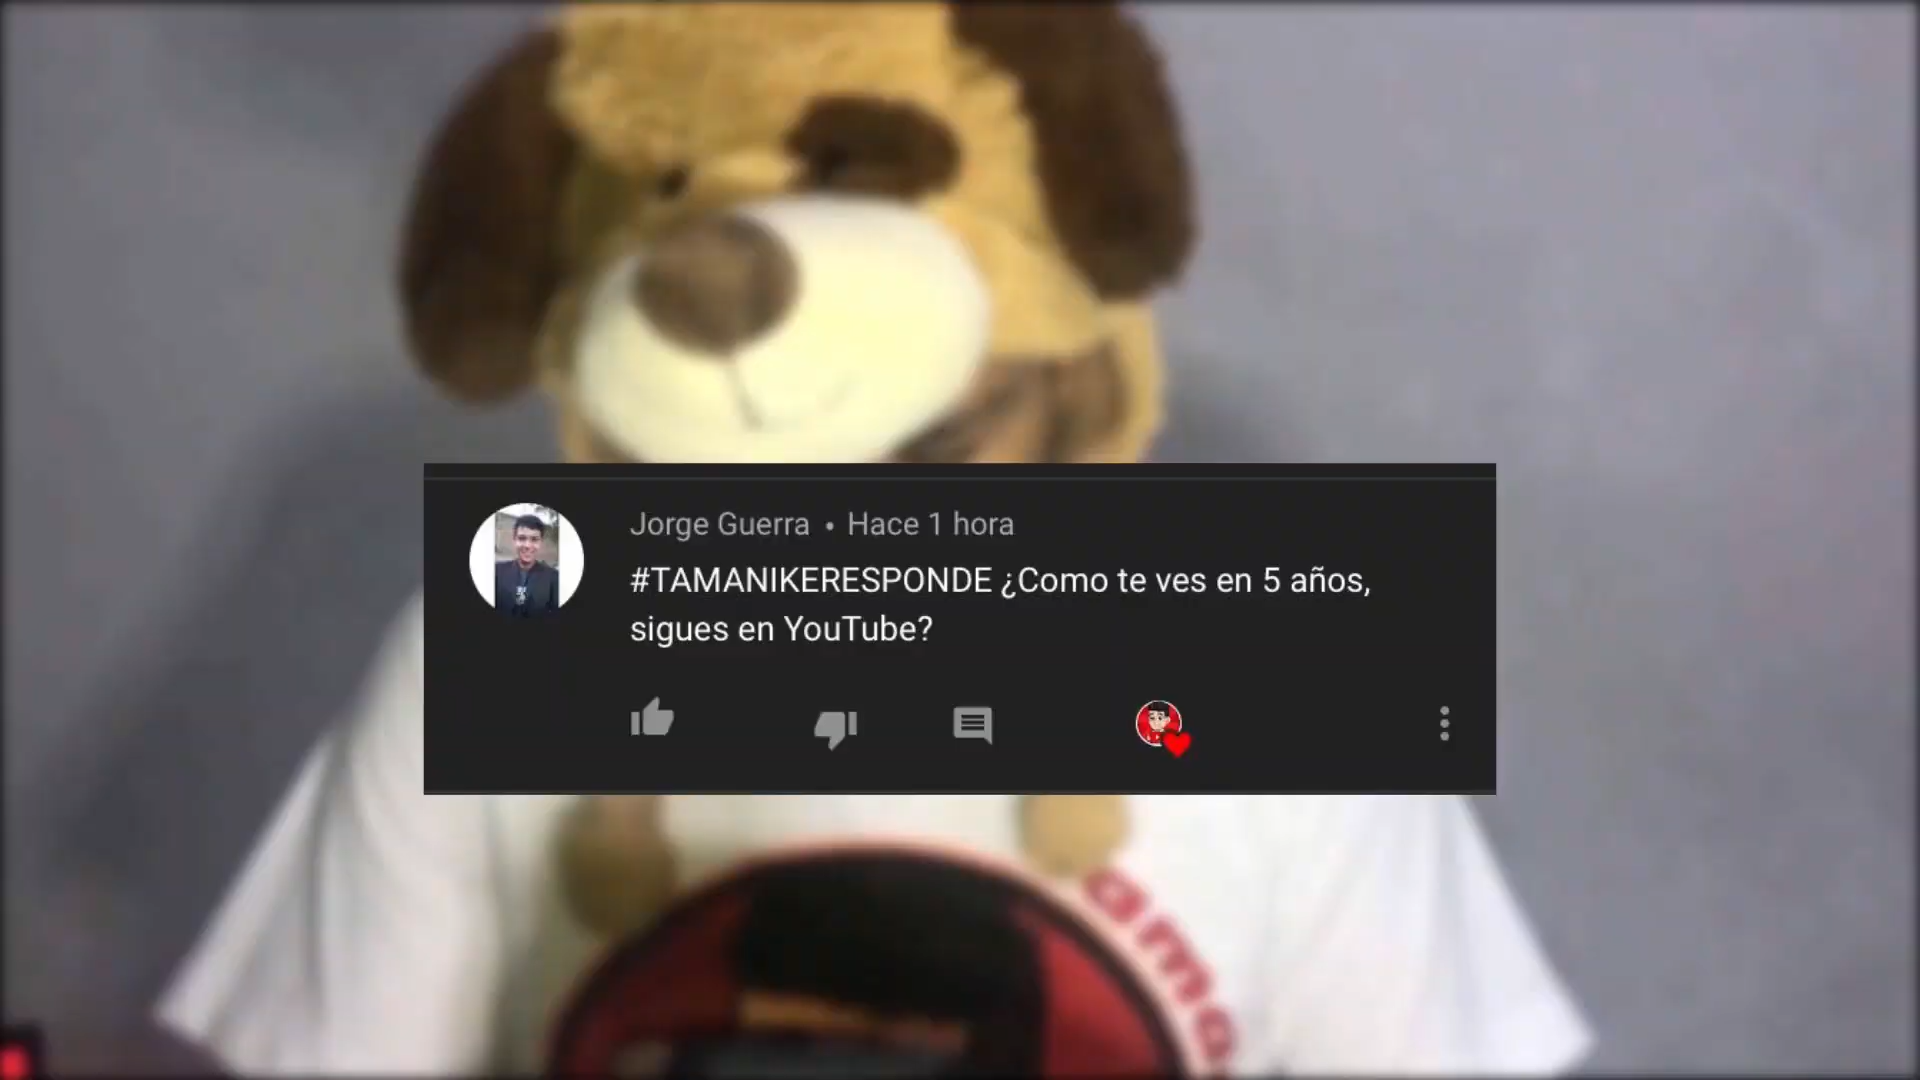 Jorge Guerra • Hace 1 hora
#TAMANIKERESPONDE ¿Como te ves en 5 años,
sigues en YouTube?